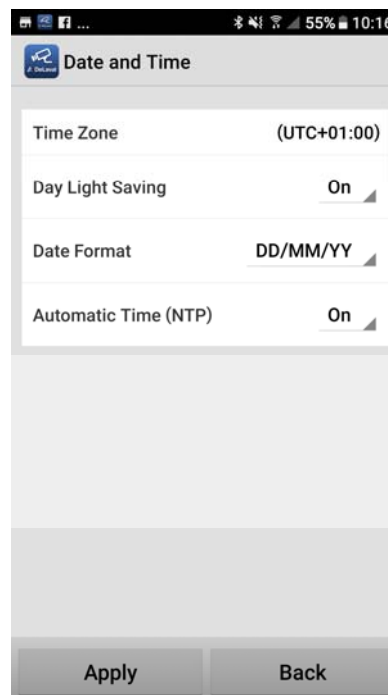 ... 55% 10:16
DeLaval Date and Time
Time Zone (UTC+01:00)
Day Light Saving On
Date Format DD/MM/YY
Automatic Time (NTP) On
Apply Back